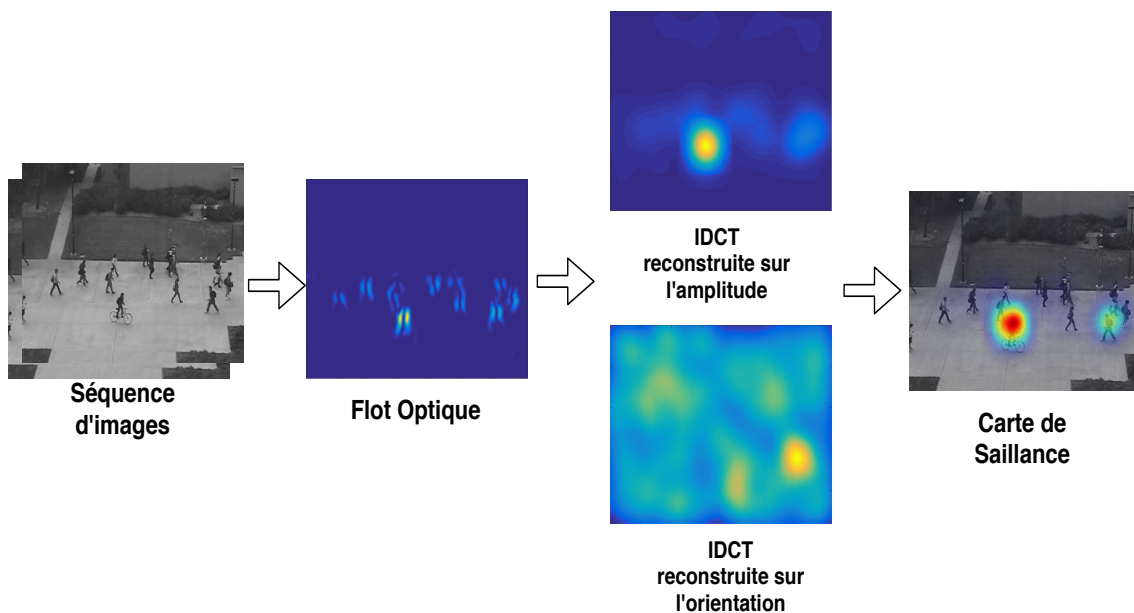 Séquence
d'images
Flot Optique
IDCT
reconstruite sur
l'amplitude
IDCT
reconstruite sur
l'orientation
Carte de
Saillance